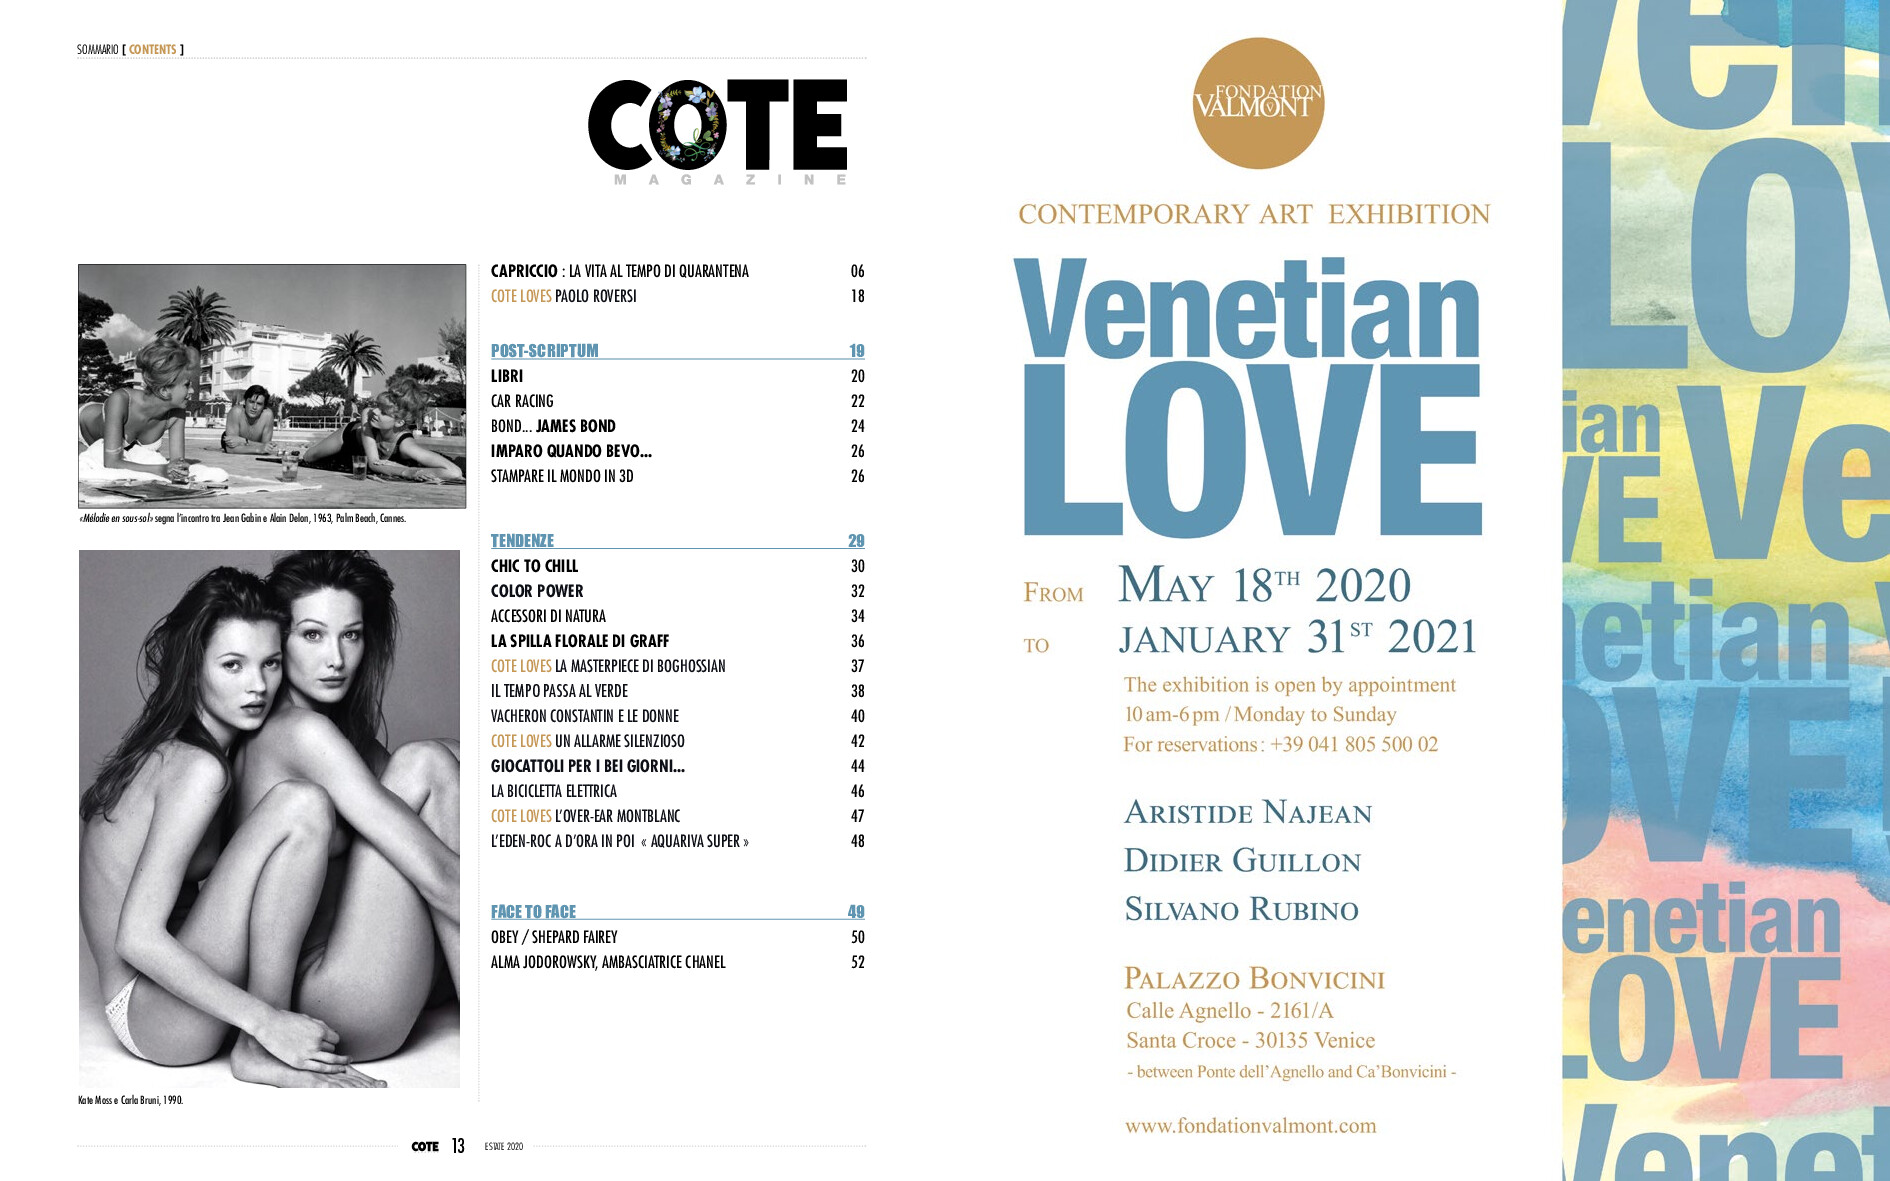 SOMMARIO [ CONTENTS ]
COTE
MAGAZINE
CAPRICCIO : LA VITA AL TEMPO DI QUARANTENA 06
COTE LOVES PAOLO ROVERSI 18
POST-SCRIPTUM 19
LIBRI 20
CAR RACING 22
BOND... JAMES BOND 24
IMPARO QUANDO BEVO... 26
STAMPARE IL MONDO IN 3D 26
TENDENZE 29
CHIC TO CHILL 30
COLOR POWER 32
ACCESSORI DI NATURA 34
LA SPILLA FLORALE DI GRAFF 36
COTE LOVES LA MASTERPIECE DI BOGHOSSIAN 37
IL TEMPO PASSA AL VERDE 38
VACHERON CONSTANTIN E LE DONNE 40
COTE LOVES UN ALLARME SILENZIOSO 42
GIOCATTOLI PER I BEI GIORNI... 44
LA BICICLETTA ELETTRICA 46
COTE LOVES L'OVER-EAR MONTBLANC 47
L'EDEN-ROC A D'ORA IN POI « AQUARIVA SUPER » 48
FACE TO FACE 49
OBEY / SHEPARD FAIREY 50
ALMA JODOROWSKY, AMBASCIATRICE CHANEL 52
«Mélodie en sous-sol» segna l'incontro tra Jean Gabin e Alain Delon, 1963, Palm Beach, Cannes.
Kate Moss e Carla Bruni, 1990.
COTE 13 ESTATE 2020
FONDATION
VALMONT
CONTEMPORARY ART EXHIBITION
Venetian
LOVE
FROM MAY 18TH 2020
TO JANUARY 31ST 2021
The exhibition is open by appointment
10 am-6 pm / Monday to Sunday
For reservations : +39 041 805 500 02
ARISTIDE NAJEAN
DIDIER GUILLON
SILVANO RUBINO
PALAZZO BONVICINI
Calle Agnello - 2161/A
Santa Croce - 30135 Venice
- between Ponte dell'Agnello and Ca'Bonvicini -
www.fondationvalmont.com
Ven
LOV
ian Ve
VE
netian V
OVE
enetian
LOVE
Venet